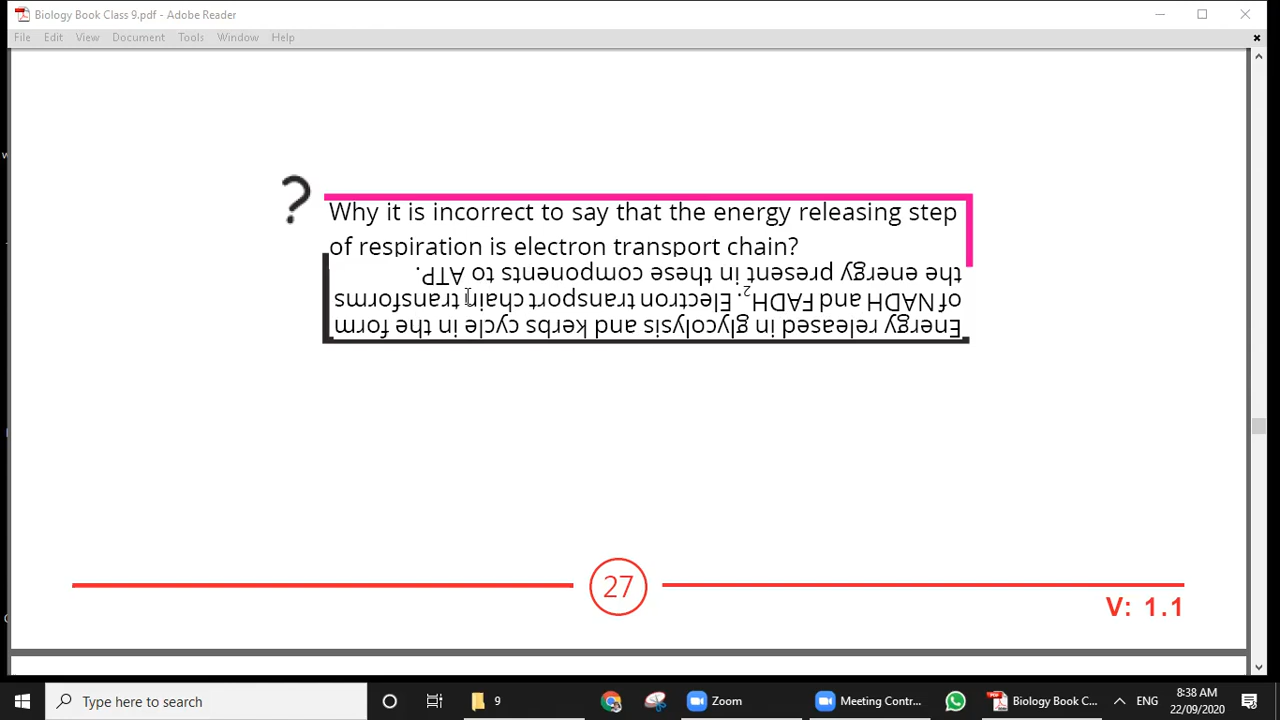 Biology Book Class 9.pdf - Adobe Reader
File Edit View Document Tools Window Help
?
Why it is incorrect to say that the energy releasing step
of respiration is electron transport chain?
Energy released in glycolysis and kerbs cycle in the form
of NADH and FADH₂. Electron transport chain transforms
the energy present in these components to ATP.
27
V: 1.1
Type here to search
9
Zoom
Meeting Contr...
Biology Book C...
ENG
8:38 AM
22/09/2020